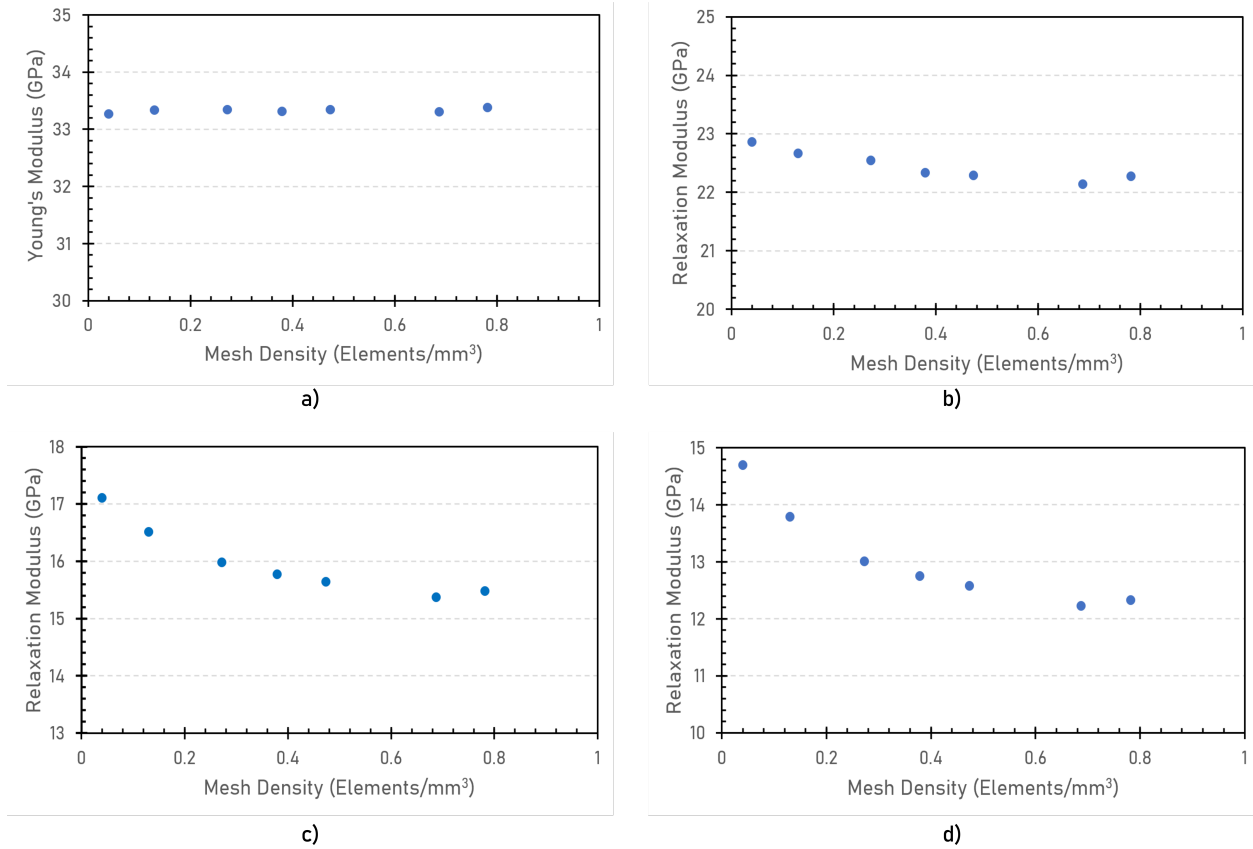 35
34
33
32
31
30
Young's Modulus (GPa)
0 0.2 0.4 0.6 0.8 1
Mesh Density (Elements/mm³)
a)
25
24
23
22
21
20
Relaxation Modulus (GPa)
0 0.2 0.4 0.6 0.8 1
Mesh Density (Elements/mm³)
b)
18
17
16
15
14
13
Relaxation Modulus (GPa)
0 0.2 0.4 0.6 0.8 1
Mesh Density (Elements/mm³)
c)
15
14
13
12
11
10
Relaxation Modulus (GPa)
0 0.2 0.4 0.6 0.8 1
Mesh Density (Elements/mm³)
d)